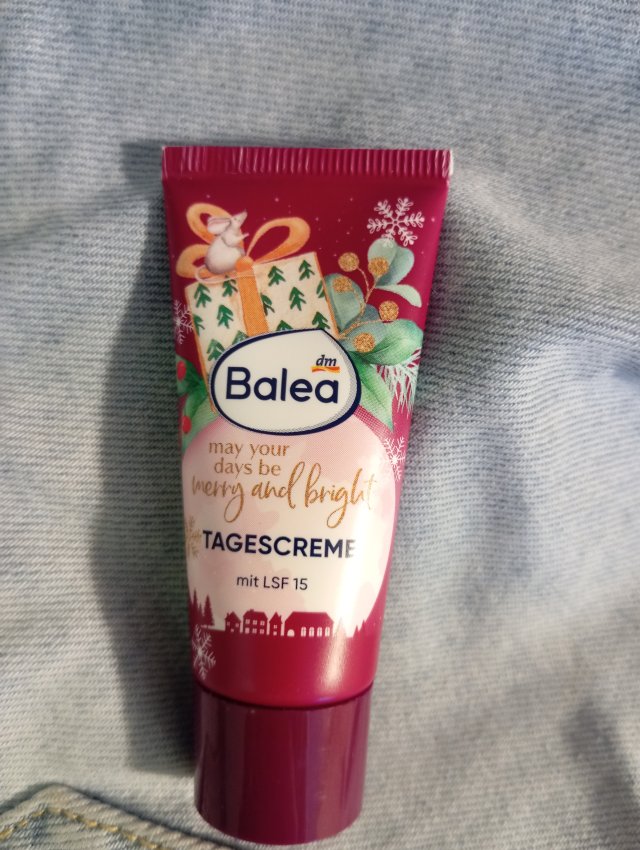 dm
Balea
may your
days be
merry and bright
TAGESCREME
mit LSF 15